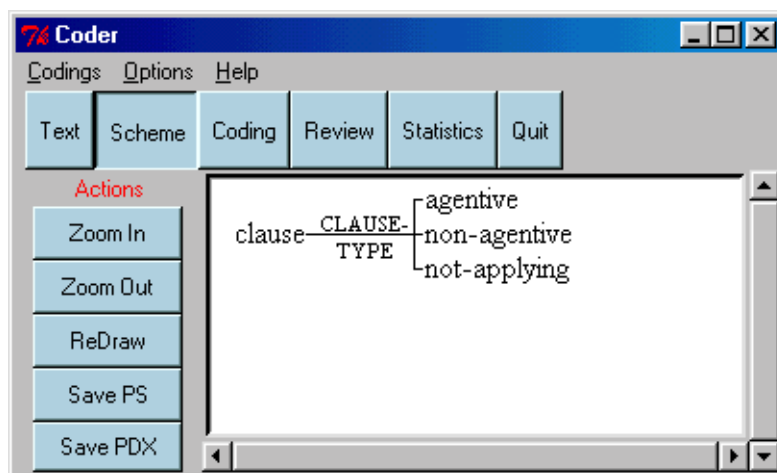 Coder
Codings Options Help
Text Scheme Coding Review Statistics Quit
Actions
Zoom In
Zoom Out
ReDraw
Save PS
Save PDX
clause CLAUSE-TYPE
agentive
non-agentive
not-applying